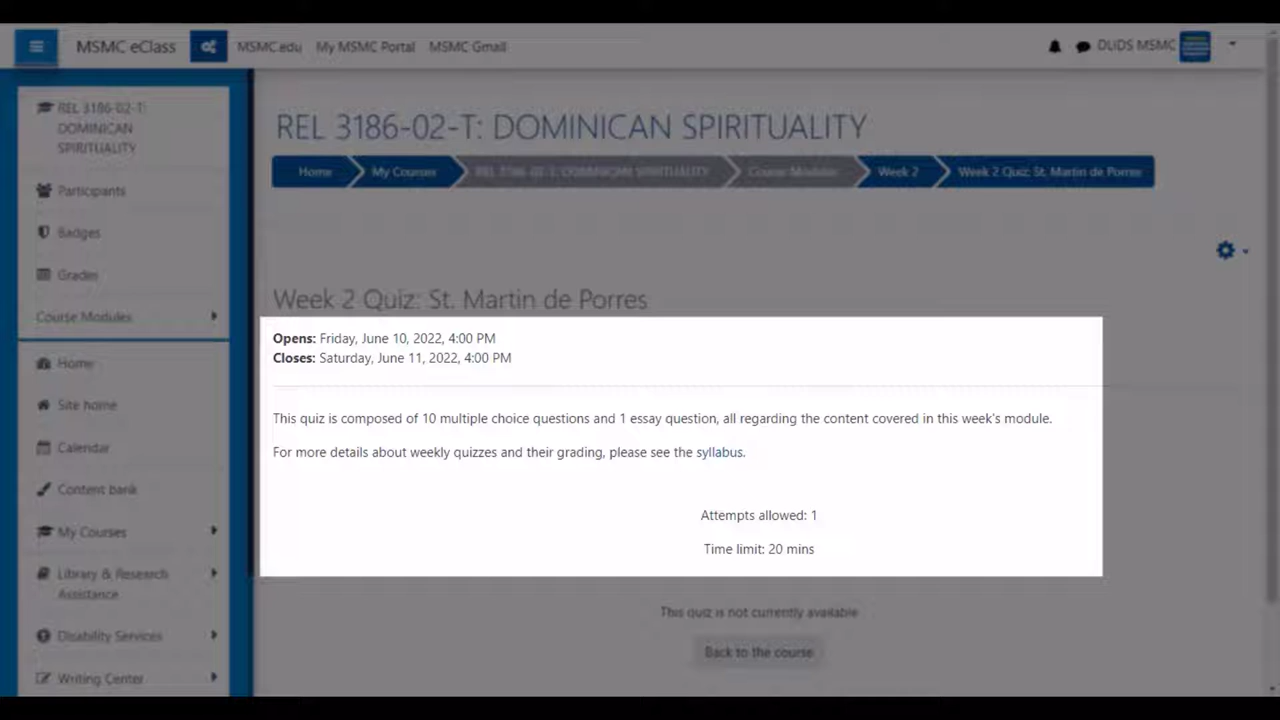 MSMC eClass
MSMC.edu
My MSMC Portal
MSMC Gmail
DLIDS MSMC
REL 3186-02-T:
DOMINICAN
SPIRITUALITY
Participants
Badges
Grades
Course Modules
Home
Site home
Calendar
Content bank
My Courses
Library & Research
Assistance
Disability Services
Writing Center
REL 3186-02-T: DOMINICAN SPIRITUALITY
Home
My Courses
REL 3186-02-T: DOMINICAN SPIRITUALITY
Course Modules
Week 2
Week 2 Quiz: St. Martin de Porres
Week 2 Quiz: St. Martin de Porres
Opens: Friday, June 10, 2022, 4:00 PM
Closes: Saturday, June 11, 2022, 4:00 PM
This quiz is composed of 10 multiple choice questions and 1 essay question, all regarding the content covered in this week's module.
For more details about weekly quizzes and their grading, please see the syllabus.
Attempts allowed: 1
Time limit: 20 mins
This quiz is not currently available
Back to the course